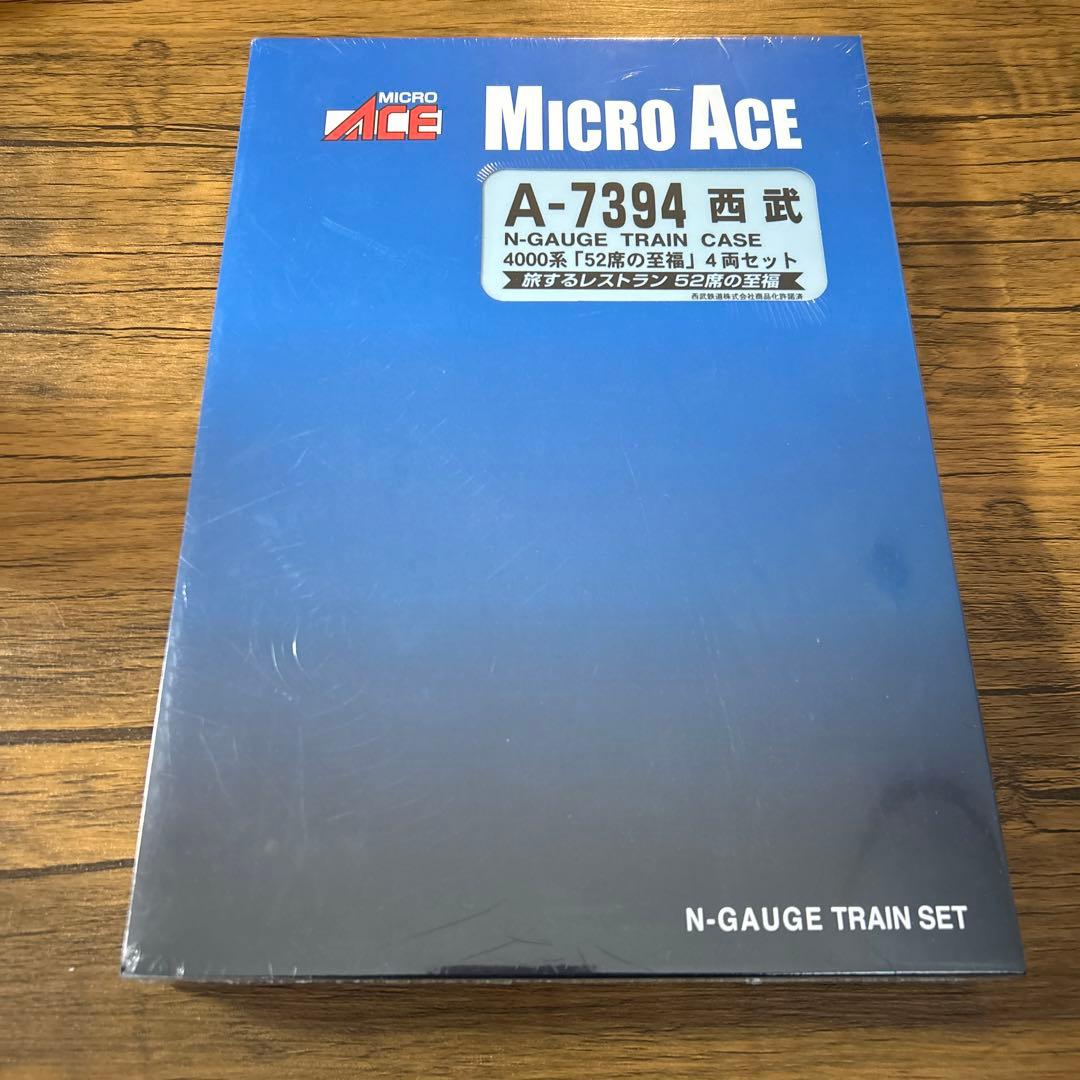 MICRO
ACE
MICRO ACE
A-7394 西武
N-GAUGE TRAIN CASE
4000系「52席の至福」4両セット
旅するレストラン 52席の至福
西武鉄道株式会社商品化許諾済
N-GAUGE TRAIN SET